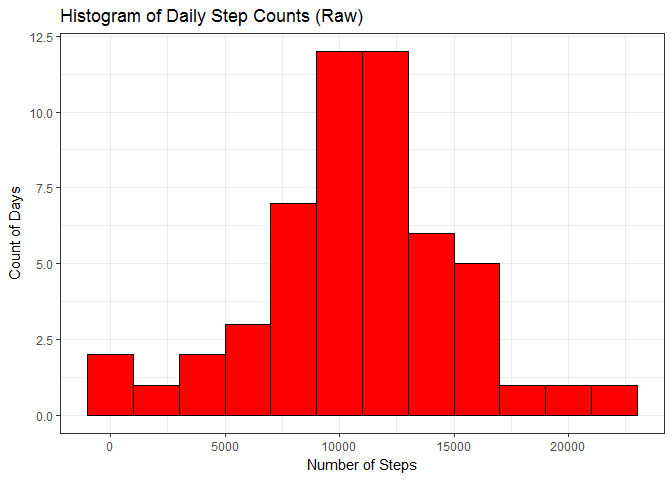 Histogram of Daily Step Counts (Raw)
12.5
10.0
7.5
5.0
2.5
0.0
Count of Days
0 5000 10000 15000 20000
Number of Steps